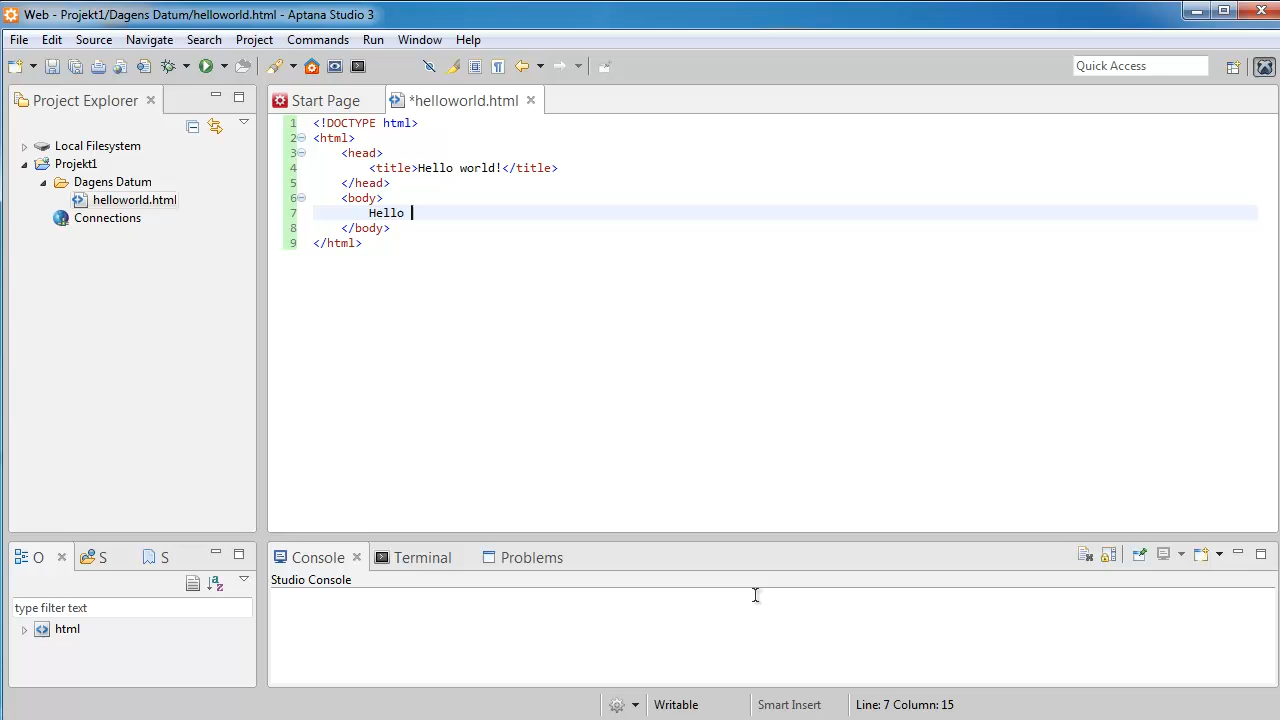 Web - Projekt1/Dagens Datum/helloworld.html - Aptana Studio 3
File Edit Source Navigate Search Project Commands Run Window Help
Quick Access
Project Explorer
Local Filesystem
Projekt1
Dagens Datum
helloworld.html
Connections
Start Page *helloworld.html
1 <!DOCTYPE html>
2 <html>
3 <head>
4 <title>Hello world!</title>
5 </head>
6 <body>
7 Hello
8 </body>
9 </html>
O S S
type filter text
html
Console Terminal Problems
Studio Console
Writable Smart Insert Line: 7 Column: 15